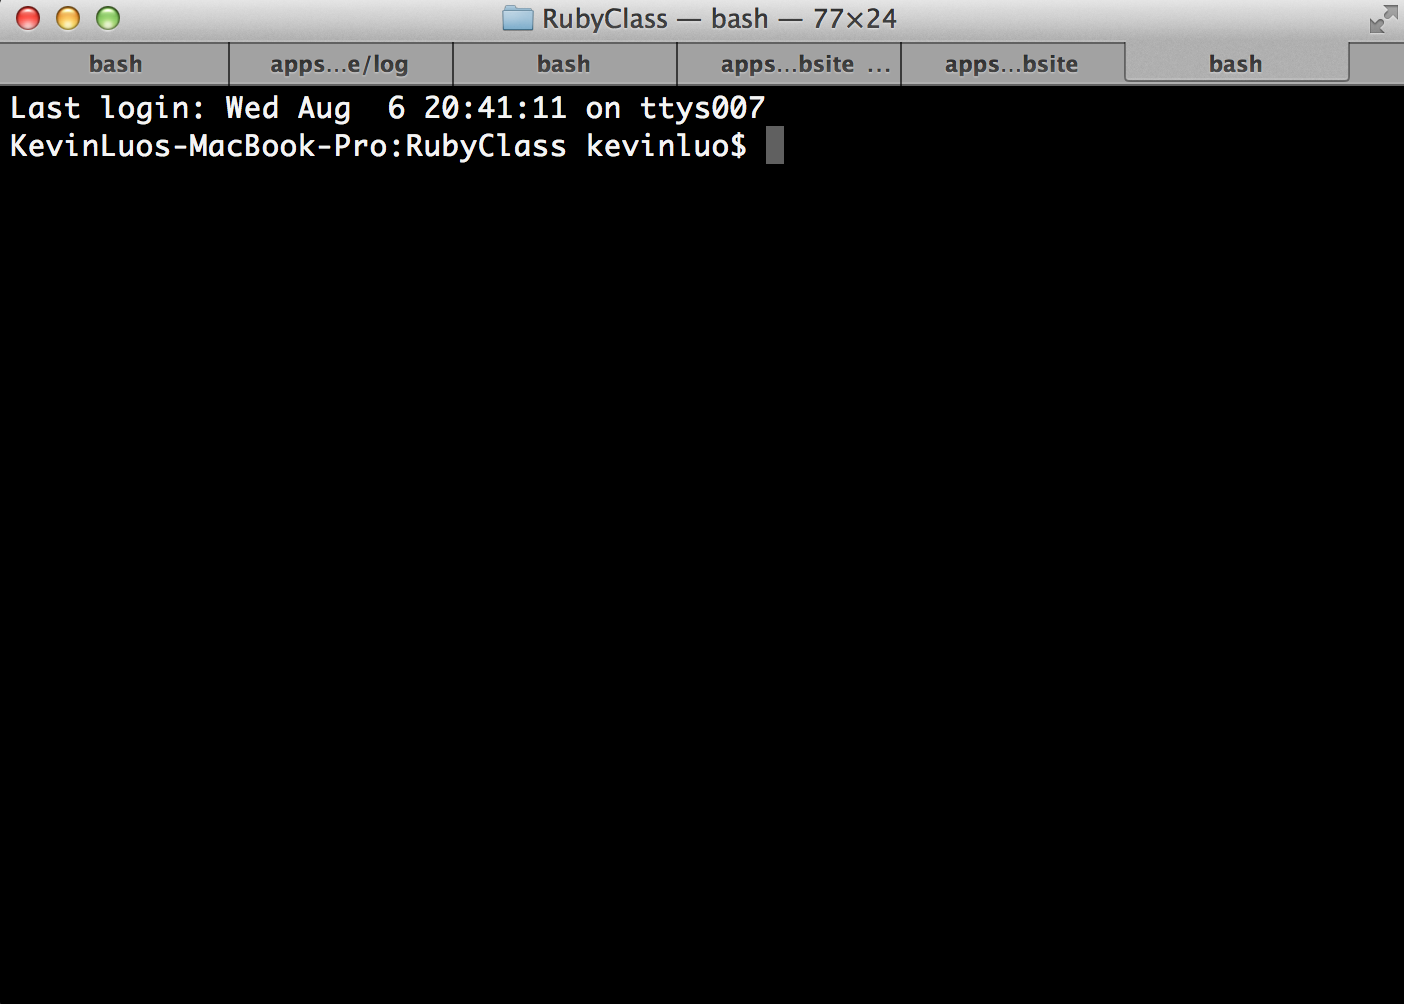 RubyClass — bash — 77×24
bash apps...e/log bash apps...bsite ... apps...bsite bash
Last login: Wed Aug  6 20:41:11 on ttys007
KevinLuos-MacBook-Pro:RubyClass kevinluo$